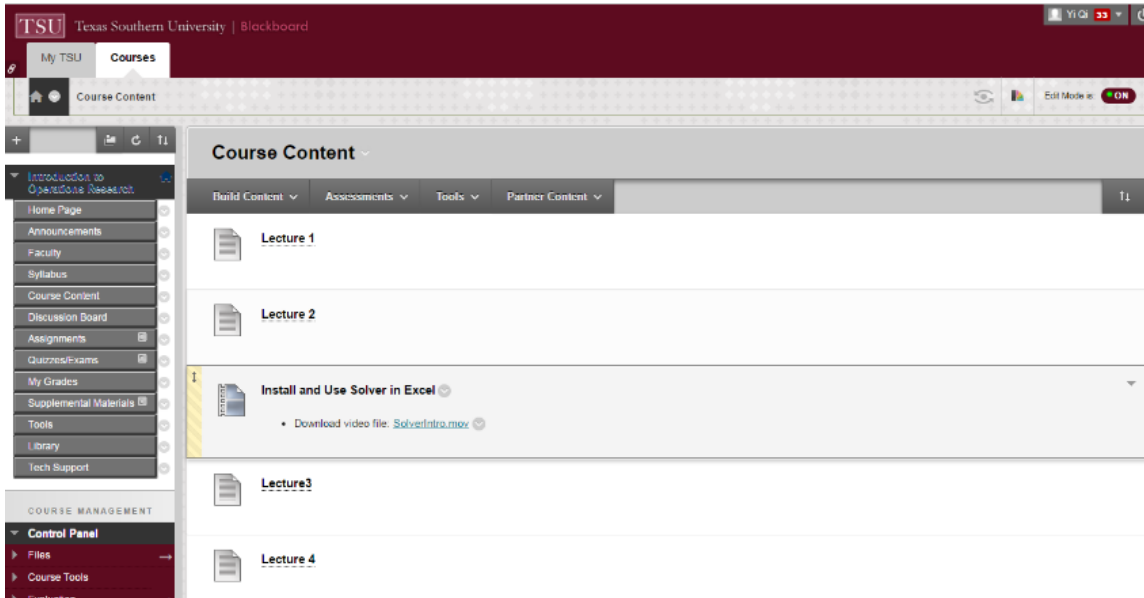 TSU Texas Southern University | Blackboard
Yi Qi 33
My TSU Courses
Course Content
Edit Mode is: ON
Course Content
Introduction to
Operations Research
Build Content Assessments Tools Partner Content
Home Page
Announcements
Faculty
Syllabus
Course Content
Discussion Board
Assignments
Quizzes/Exams
My Grades
Supplemental Materials
Tools
Library
Tech Support
COURSE MANAGEMENT
Control Panel
Files
Course Tools
Evaluation
Lecture 1
Lecture 2
Install and Use Solver in Excel
• Download video file: SolverIntro.mov
Lecture3
Lecture 4